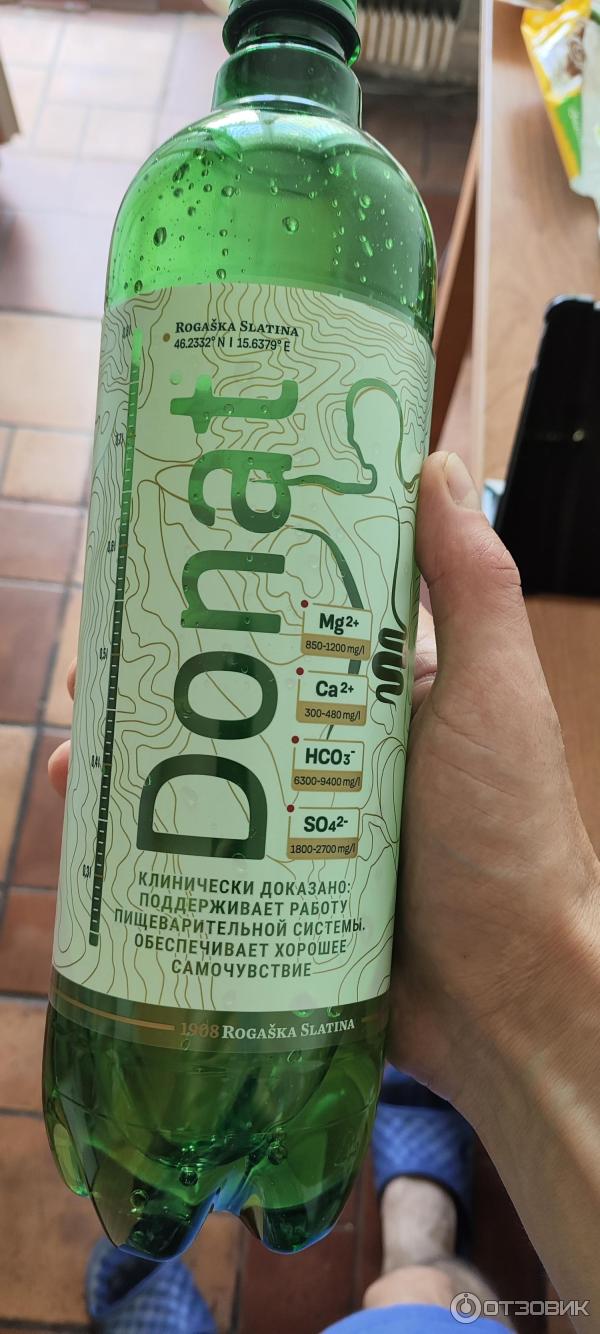 ROGAŠKA SLATINA
46.2332° N | 15.6379° E
Donat
Mg2+
850-1200 mg/l
Ca2+
300-480 mg/l
HCO3-
6300-9400 mg/l
SO42-
1800-2700 mg/l
КЛИНИЧЕСКИ ДОКАЗАНО:
ПОДДЕРЖИВАЕТ РАБОТУ
ПИЩЕВАРИТЕЛЬНОЙ СИСТЕМЫ.
ОБЕСПЕЧИВАЕТ ХОРОШЕЕ
САМОЧУВСТВИЕ
1908 ROGAŠKA SLATINA
ОТЗОВИК